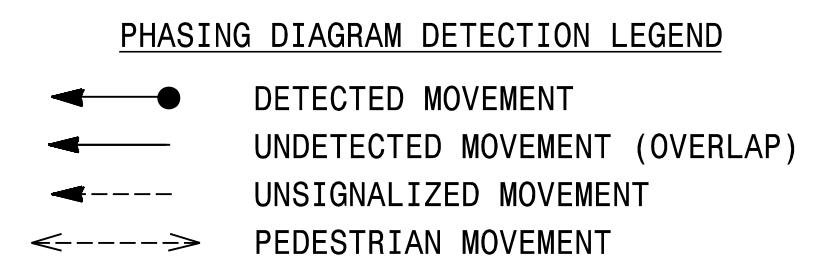 PHASING DIAGRAM DETECTION LEGEND
DETECTED MOVEMENT
UNDETECTED MOVEMENT (OVERLAP)
UNSIGNALIZED MOVEMENT
PEDESTRIAN MOVEMENT